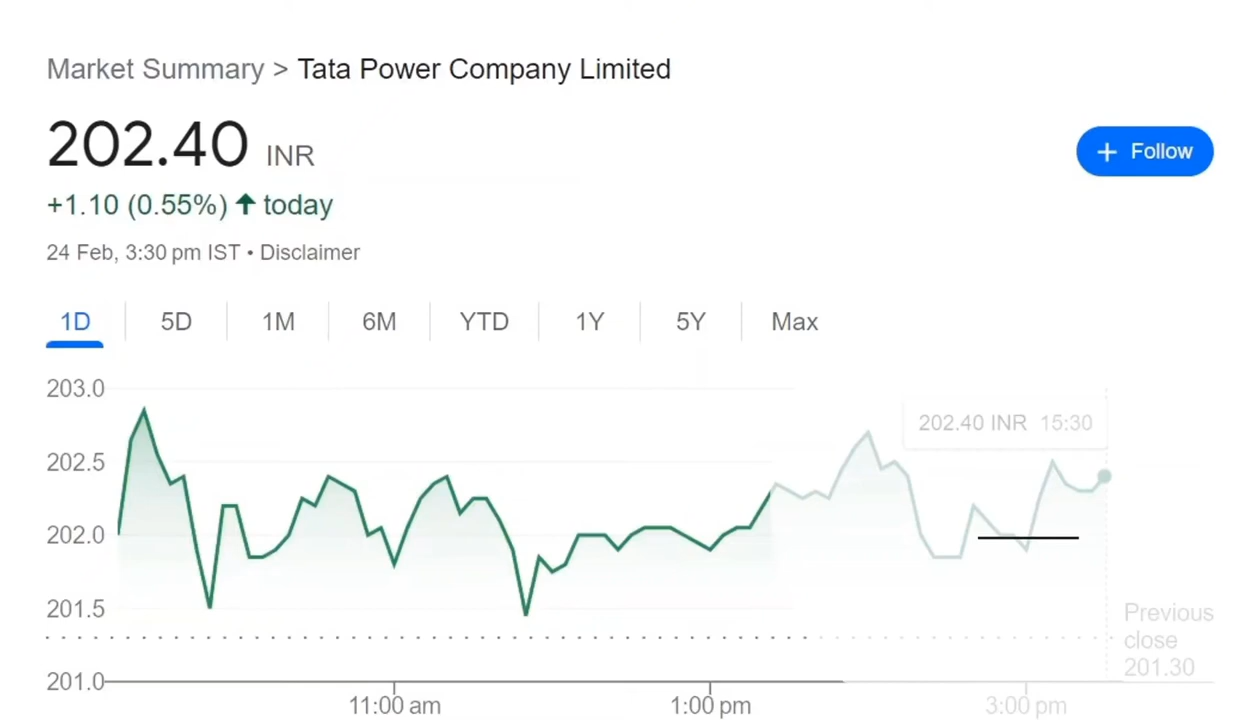 Market Summary > Tata Power Company Limited
202.40 INR
+ Follow
+1.10 (0.55%) ↑ today
24 Feb, 3:30 pm IST • Disclaimer
1D 5D 1M 6M YTD 1Y 5Y Max
203.0
202.40 INR 15:30
202.5
202.0
201.5
Previous
close
201.30
201.0
11:00 am 1:00 pm 3:00 pm